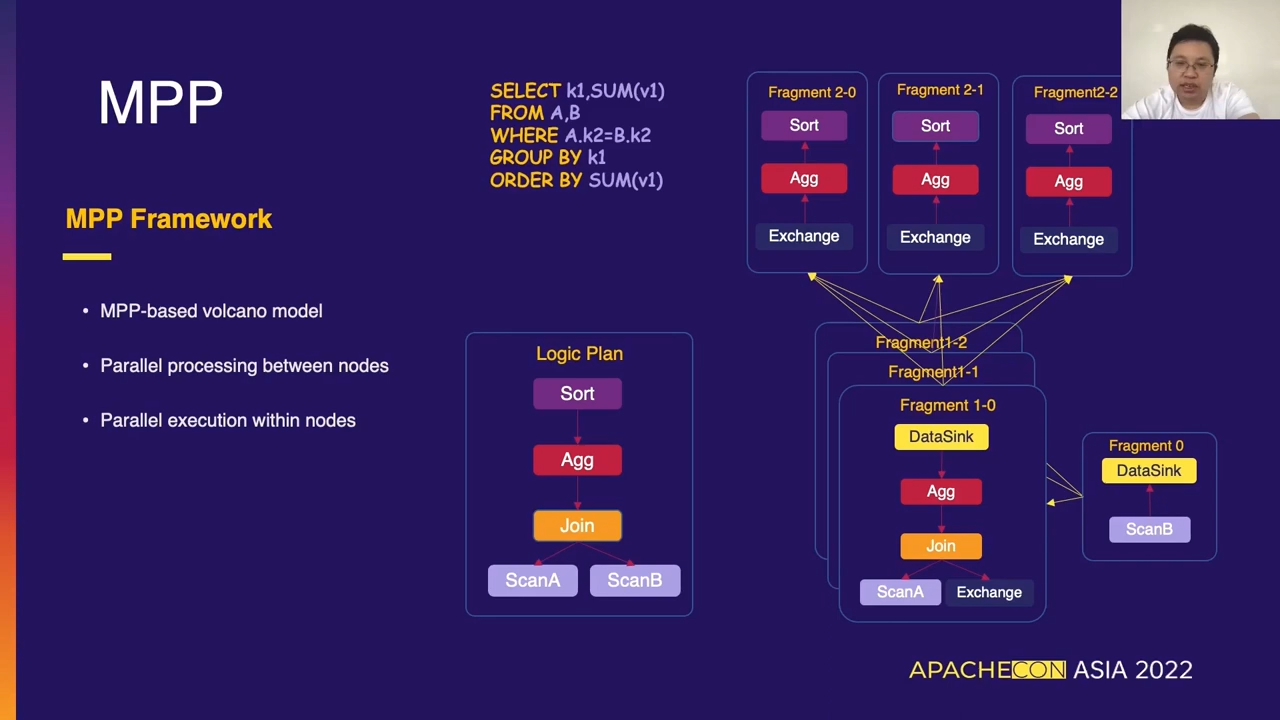 MPP
MPP Framework
• MPP-based volcano model
• Parallel processing between nodes
• Parallel execution within nodes
SELECT k1,SUM(v1)
FROM A,B
WHERE A.k2=B.k2
GROUP BY k1
ORDER BY SUM(v1)
Logic Plan
Sort
Agg
Join
ScanA ScanB
Fragment 2-0
Sort
Agg
Exchange
Fragment 2-1
Sort
Agg
Exchange
Fragment2-2
Sort
Agg
Exchange
Fragment1-2
Fragment1-1
Fragment 1-0
DataSink
Agg
Join
ScanA Exchange
Fragment 0
DataSink
ScanB
APACHECON ASIA 2022